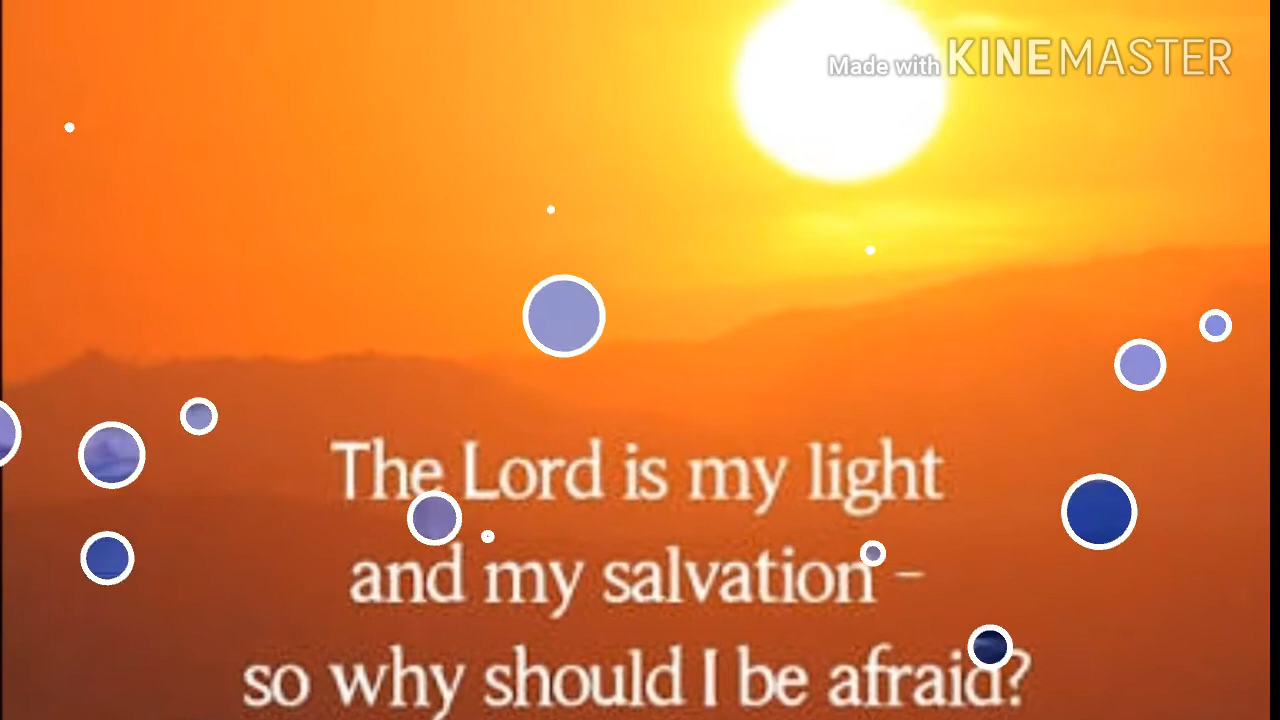 Made with KINEMASTER
The Lord is my light
and my salvation –
so why should I be afraid?